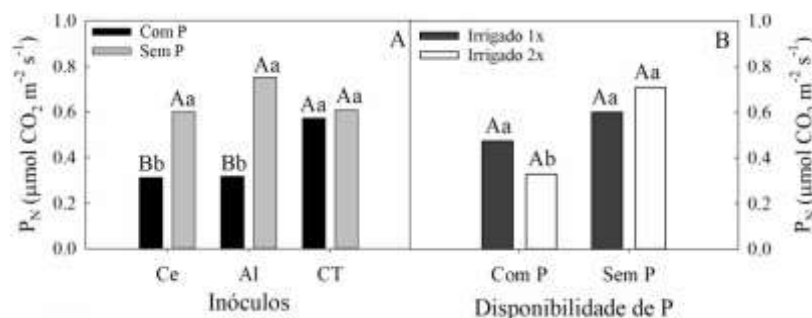 Com P
Sem P
A
P_N (μmol CO₂ m⁻² s⁻¹)
1.0
0.8
0.6
0.4
0.2
0.0
Bb
Aa
Bb
Aa
Aa
Aa
Ce
Al
CT
Inóculos
Irrigado 1x
Irrigado 2x
B
Aa
Ab
Aa
Aa
Com P
Sem P
Disponibilidade de P
1.0
0.8
0.6
0.4
0.2
0.0
P_N (μmol CO₂ m⁻² s⁻¹)